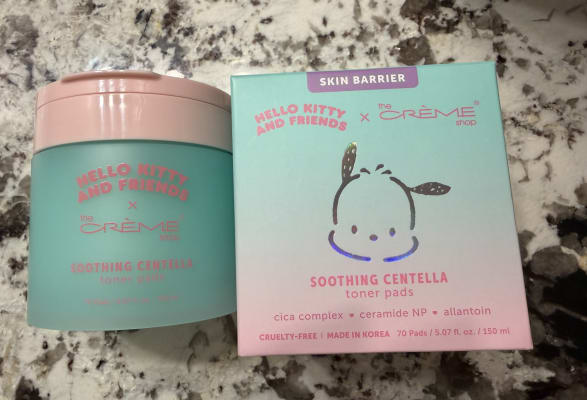 HELLO KITTY
AND FRIENDS
x
the
CRÈME
shop
SOOTHING CENTELLA
toner pads
SKIN BARRIER
HELLO KITTY
AND FRIENDS
x
the
CRÈME®
shop
SOOTHING CENTELLA
toner pads
cica complex • ceramide NP • allantoin
CRUELTY-FREE | MADE IN KOREA 70 Pads / 5.07 fl. oz. / 150 ml